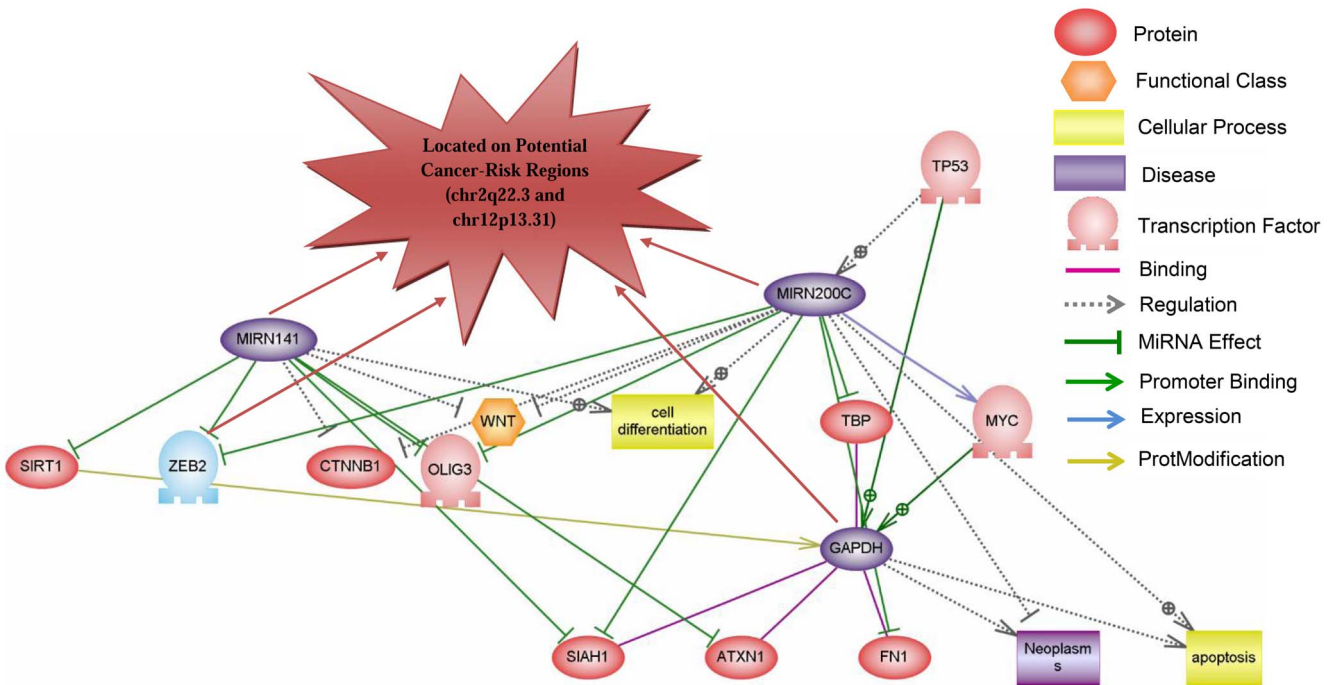 Located on Potential
Cancer-Risk Regions
(chr2q22.3 and
chr12p13.31)
TP53
MIRN200C
MIRN141
WNT
cell
differentiation
TBP
MYC
SIRT1
ZEB2
CTNNB1
OLIG3
GAPDH
SIAH1
ATXN1
FN1
Neoplasm
s
apoptosis
Protein
Functional Class
Cellular Process
Disease
Transcription Factor
Binding
Regulation
MiRNA Effect
Promoter Binding
Expression
ProtModification